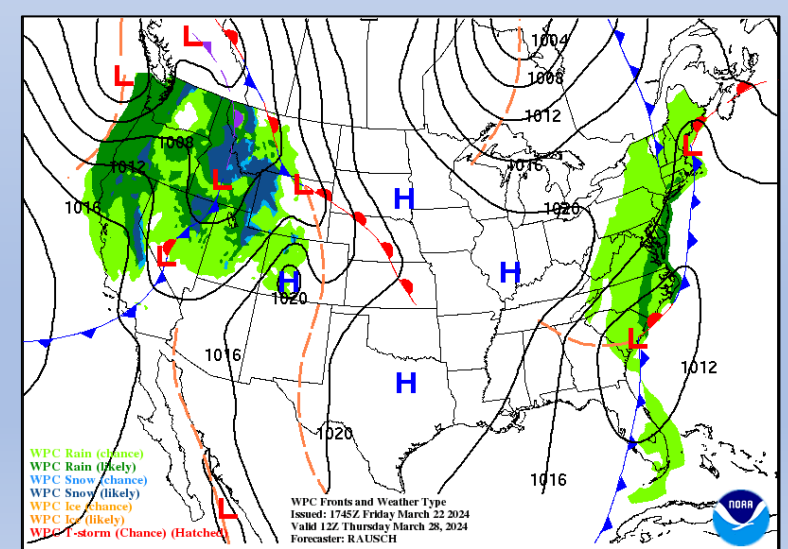 L
1004
L
1008
1012
1008
L
1012
1016
L
L
H
1016
1020
L
H
H
1020
L
1016
1012
H
1020
1016
L
WPC Rain (chance)
WPC Rain (likely)
WPC Snow (chance)
WPC Snow (likely)
WPC Ice (chance)
WPC Ice (likely)
WPC T-storm (Chance) (Hatched)
WPC Fronts and Weather Type
Issued: 1745Z Friday March 22 2024
Valid 12Z Thursday March 28, 2024
Forecaster: RAUSCH
NOAA